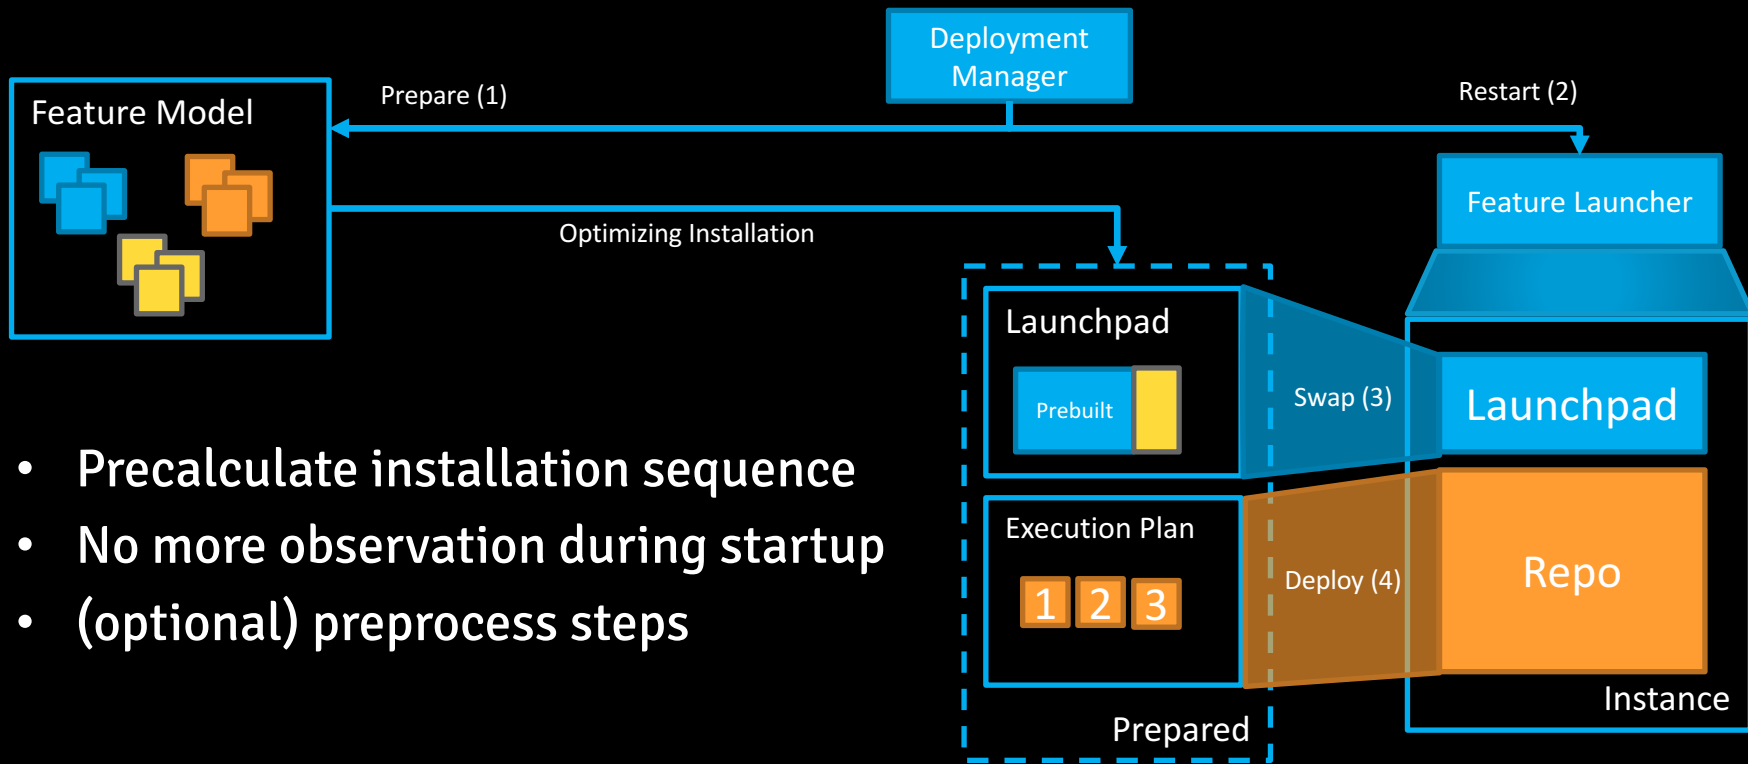 Deployment
Manager
Prepare (1)
Restart (2)
Feature Model
Feature Launcher
Optimizing Installation
Launchpad
Prebuilt
Swap (3)
Launchpad
• Precalculate installation sequence
• No more observation during startup
• (optional) preprocess steps
Execution Plan
1 2 3
Deploy (4)
Repo
Instance
Prepared